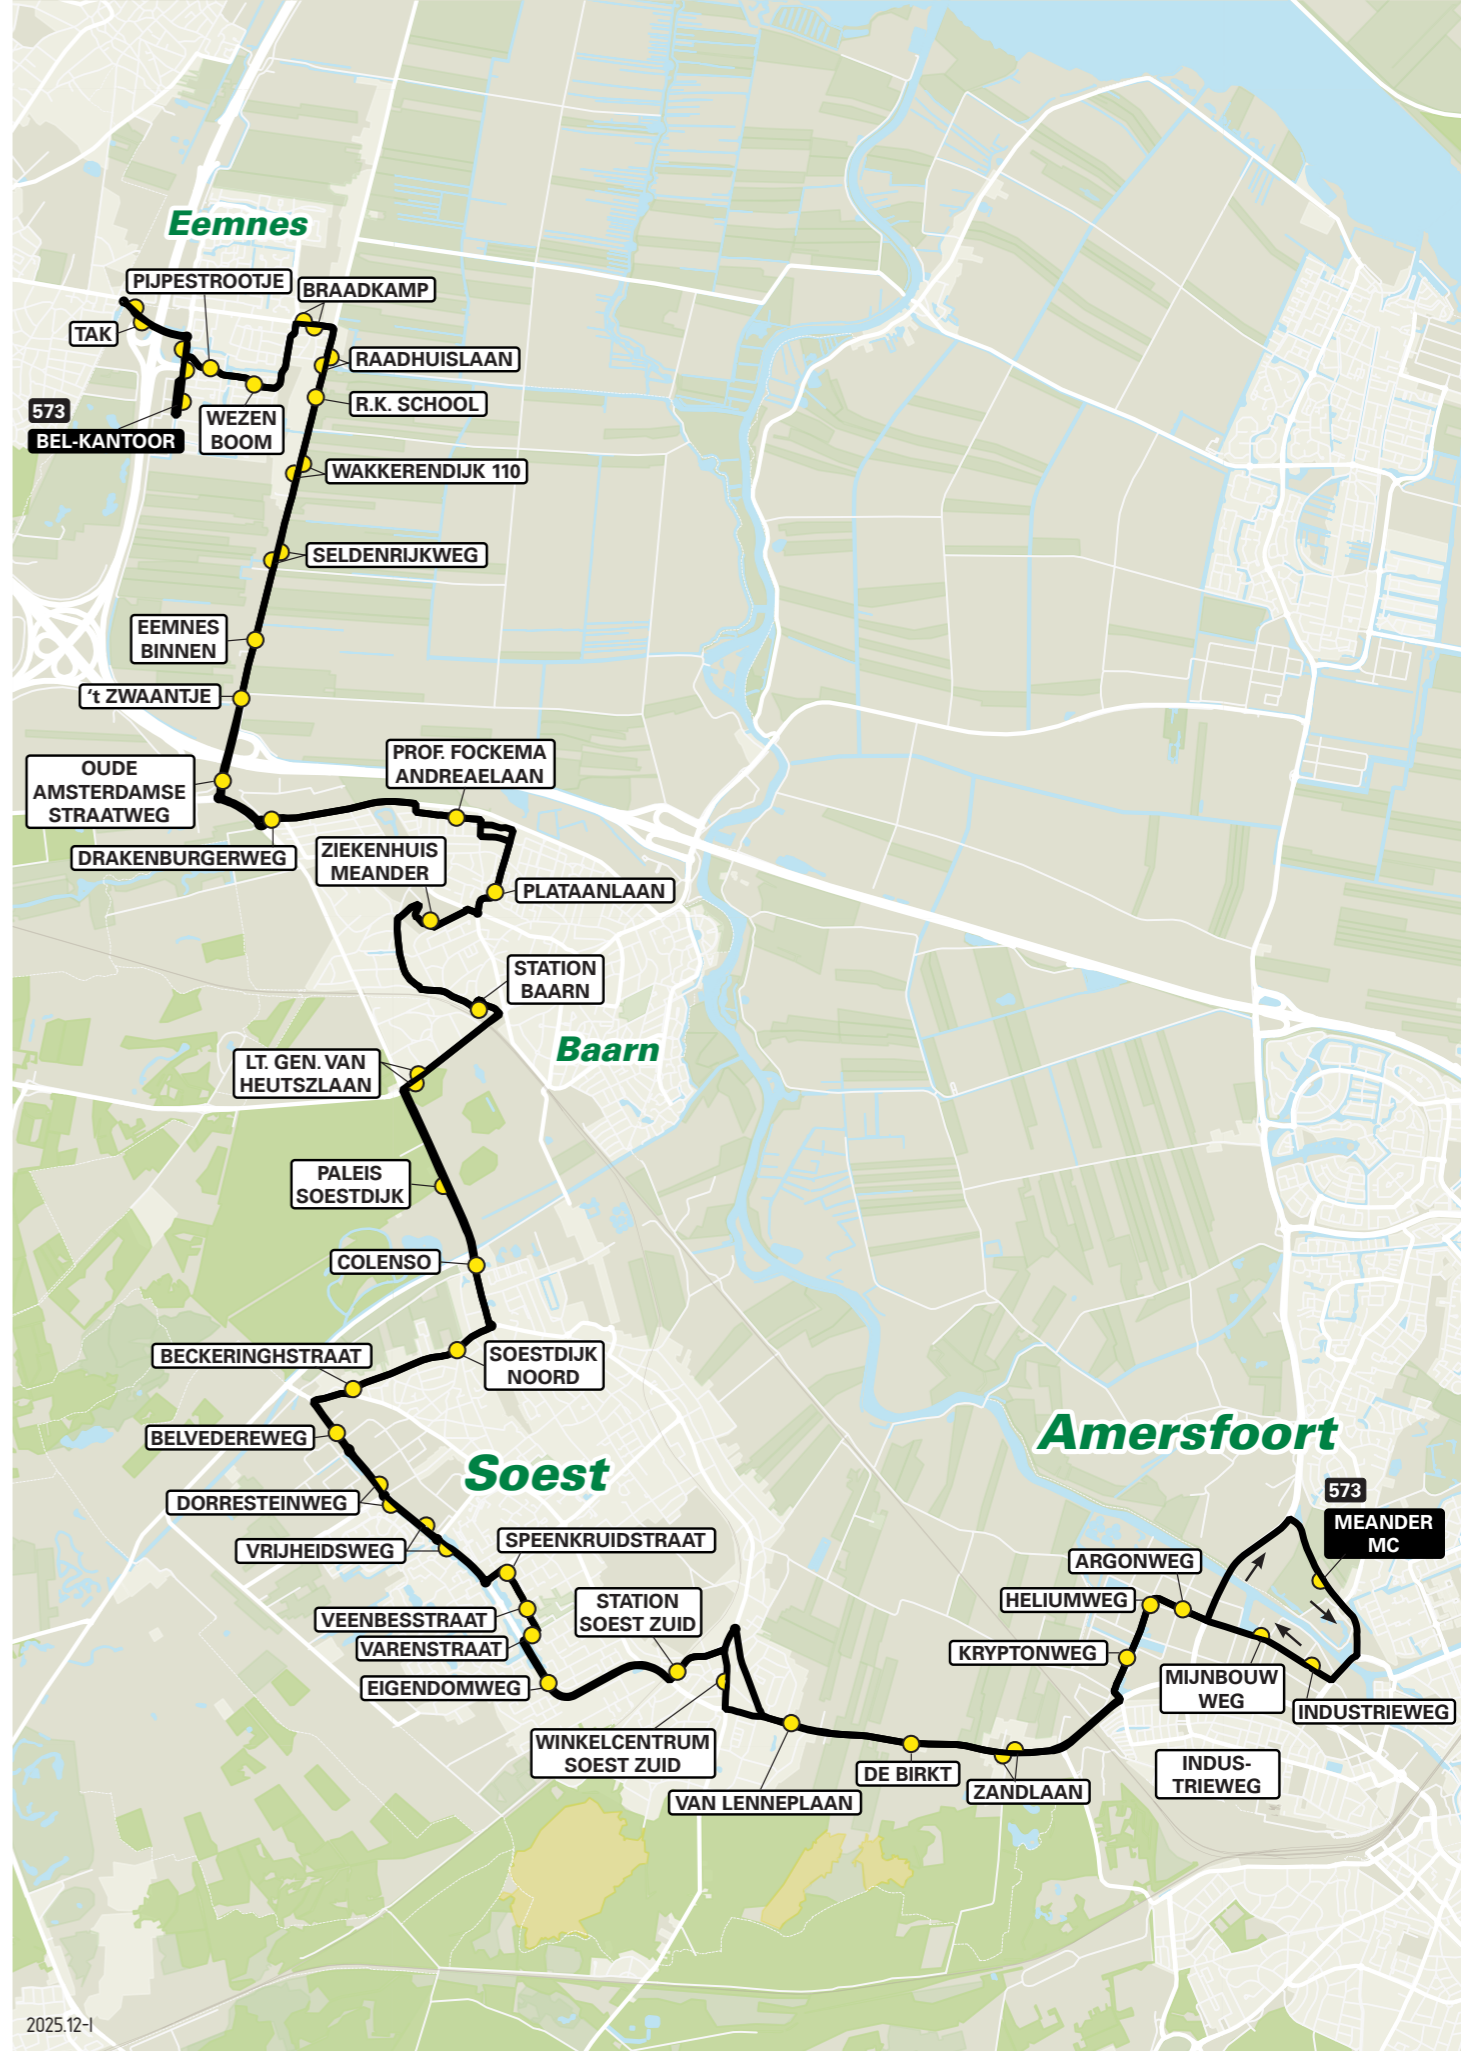 Eemnes
PIJPESTROOTJE
BRAADKAMP
TAK
RAADHUISLAAN
573
BEL-KANTOOR
WEZEN
BOOM
R.K. SCHOOL
WAKKERENDIJK 110
SELDENRIJKWEG
EEMNES
BINNEN
‘t ZWAANTJE
OUDE
AMSTERDAMSE
STRAATWEG
PROF. FOCKEMA
ANDREAELAAN
DRAKENBURGERWEG
ZIEKENHUIS
MEANDER
PLATAANLAAN
STATION
BAARN
Baarn
LT. GEN. VAN
HEUTSZLAAN
PALEIS
SOESTDIJK
COLENSO
BECKERINGHSTRAAT
SOESTDIJK
NOORD
BELVEDEREWEG
Soest
DORRESTEINWEG
VRIJHEIDSWEG
SPEENKRUIDSTRAAT
VEENBESSTRAAT
VARENSTRAAT
EIGENDOMWEG
STATION
SOEST ZUID
WINKELCENTRUM
SOEST ZUID
VAN LENNEPLAAN
DE BIRKT
ZANDLAAN
Amersfoort
573
MEANDER
MC
ARGONWEG
HELIUMWEG
KRYPTONWEG
MIJNBOUW
WEG
INDUSTRIEWEG
INDUS-
TRIEWEG
2025.12-I